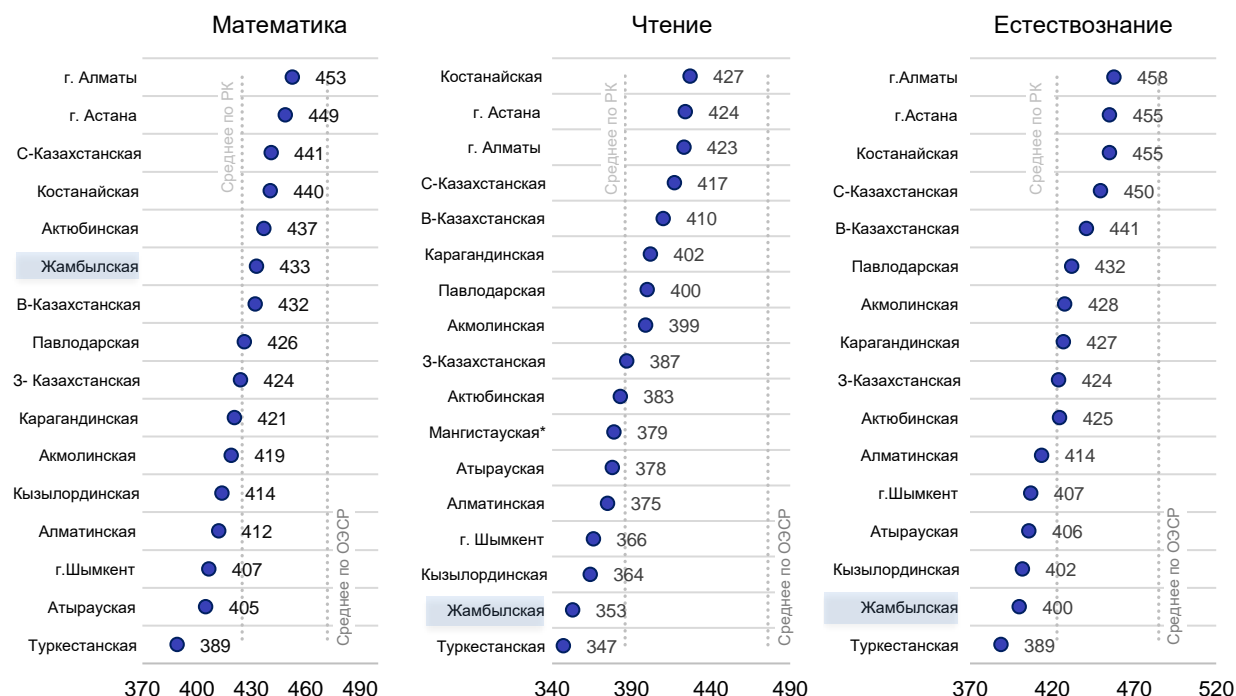 Математика
г. Алматы 453
г. Астана 449
С-Казахстанская 441
Костанайская 440
Актюбинская 437
Жамбылская 433
В-Казахстанская 432
Павлодарская 426
З- Казахстанская 424
Карагандинская 421
Акмолинская 419
Кызылординская 414
Алматинская 412
г.Шымкент 407
Атырауская 405
Туркестанская 389
Среднее по РК
Среднее по ОЭСР
370 400 430 460 490
Чтение
Костанайская 427
г. Астана 424
г. Алматы 423
С-Казахстанская 417
В-Казахстанская 410
Карагандинская 402
Павлодарская 400
Акмолинская 399
З-Казахстанская 387
Актюбинская 383
Мангистауская* 379
Атырауская 378
Алматинская 375
г. Шымкент 366
Кызылординская 364
Жамбылская 353
Туркестанская 347
Среднее по РК
Среднее по ОЭСР
340 390 440 490
Естествознание
г.Алматы 458
г.Астана 455
Костанайская 455
С-Казахстанская 450
В-Казахстанская 441
Павлодарская 432
Акмолинская 428
Карагандинская 427
З-Казахстанская 424
Актюбинская 425
Алматинская 414
г.Шымкент 407
Атырауская 406
Кызылординская 402
Жамбылская 400
Туркестанская 389
Среднее по РК
Среднее по ОЭСР
370 420 470 520